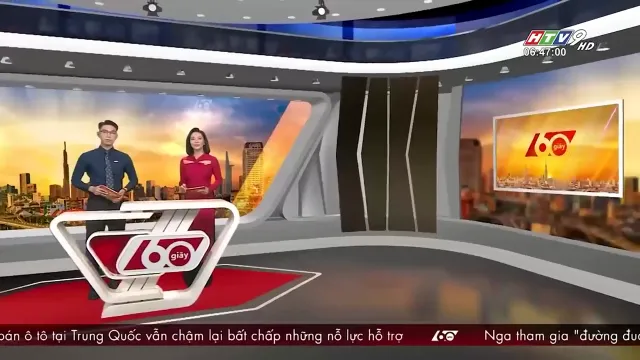 HTV9 HD
06:47:00
60 giây
60 giây
bán ô tô tại Trung Quốc vẫn chậm lại bất chấp những nỗ lực hỗ trợ 60 Nga tham gia "đường đu